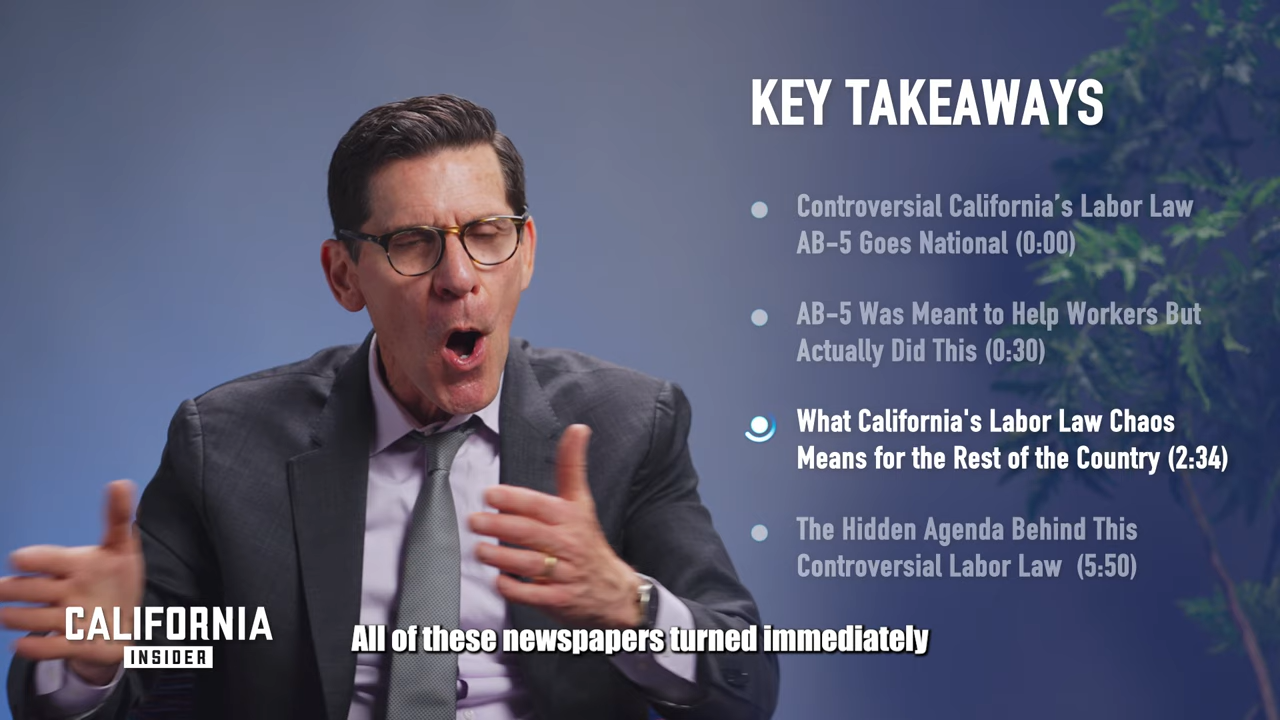 KEY TAKEAWAYS
Controversial California's Labor Law
AB-5 Goes National (0:00)
AB-5 Was Meant to Help Workers But
Actually Did This (0:30)
What California's Labor Law Chaos
Means for the Rest of the Country (2:34)
The Hidden Agenda Behind This
Controversial Labor Law (5:50)
CALIFORNIA
INSIDER
All of these newspapers turned immediately